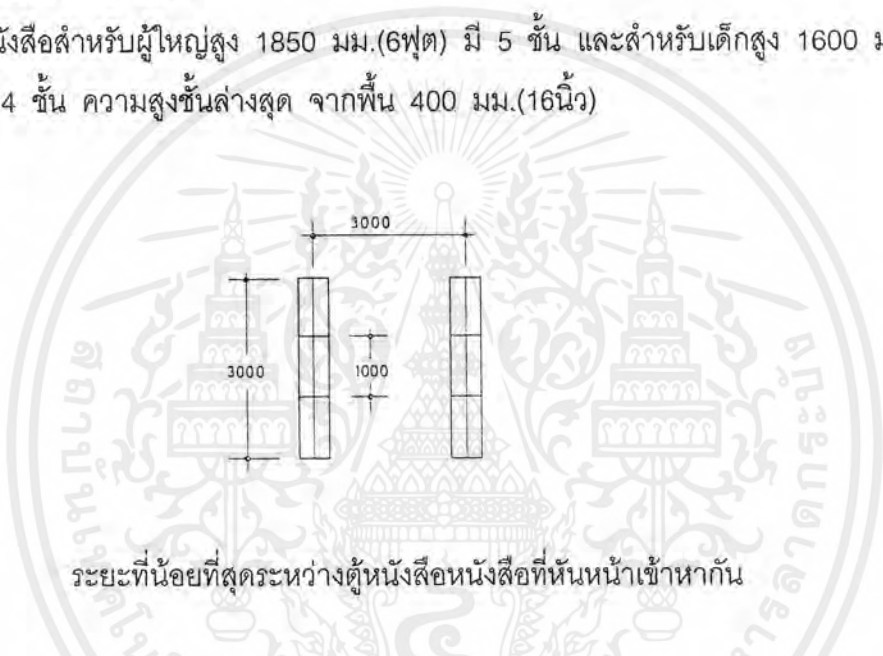 นังสือสำหรับผู้ใหญ่สูง 1850 มม.(6ฟุต) มี 5 ชั้น และสำหรับเด็กสูง 1600 ม
4 ชั้น ความสูงชั้นล่างสุด จากพื้น 400 มม.(16นิ้ว)
3000
3000
1000
ระยะที่น้อยที่สุดระหว่างตู้หนังสือหนังสือที่หันหน้าเข้าหากัน